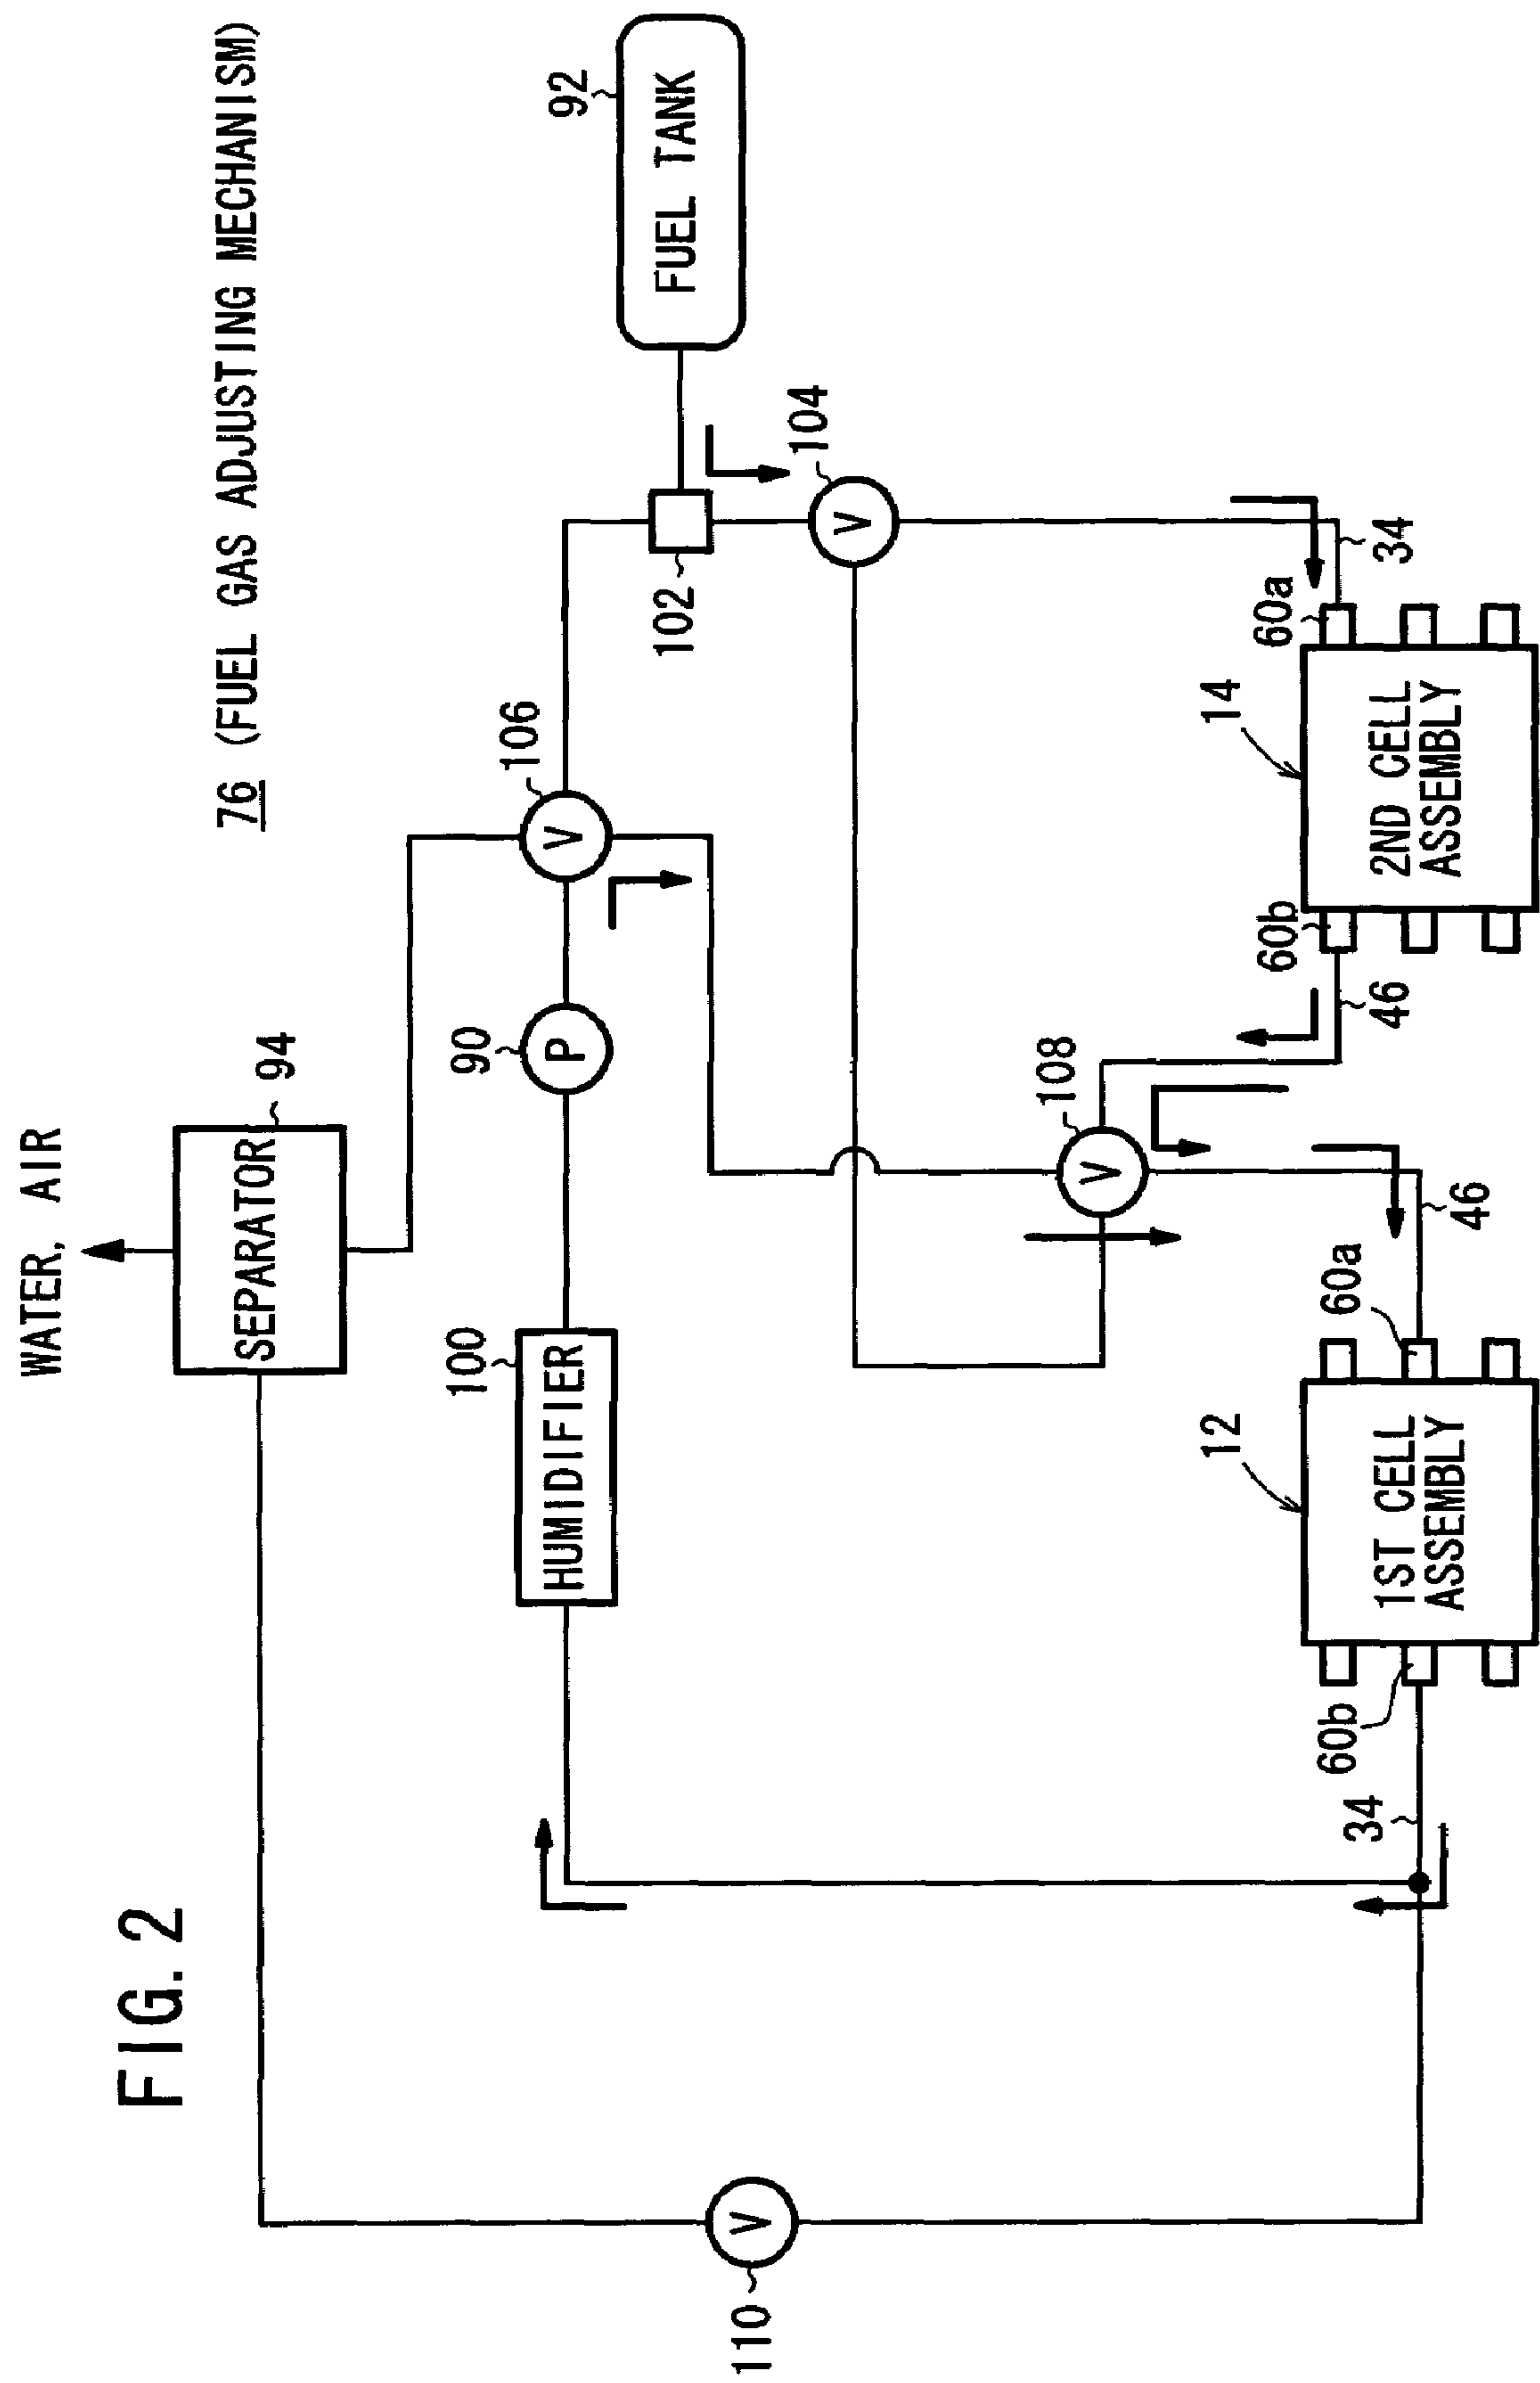 FIG. 2
76 (FUEL GAS ADJUSTING MECHANISM)
WATER, AIR
SEPARATOR
94
HUMIDIFIER
100
P
90
V
106
102
FUEL TANK
92
V
104
V
108
V
110
34
60b
1ST CELL
ASSEMBLY
12
60a
46
46
60b
2ND CELL
ASSEMBLY
14
60a
34